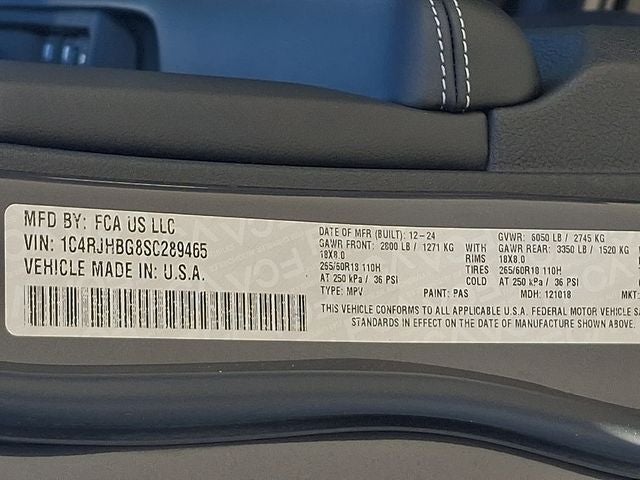 MFD BY: FCA US LLC
VIN: 1C4RJHBG8SC289465
VEHICLE MADE IN: U.S.A.
DATE OF MFR (BUILT): 12-24 GVWR: 6050 LB / 2745 KG
GAWR FRONT: 2800 LB / 1271 KG WITH GAWR REAR: 3350 LB / 1520 KG
18X8.0 RIMS 18X8.0
265/60R18 110H TIRES 265/60R18 110H
AT 250 kPa / 36 PSI COLD AT 250 kPa / 36 PSI
TYPE: MPV PAINT: PAS MDH: 121018
THIS VEHICLE CONFORMS TO ALL APPLICABLE U.S.A. FEDERAL MOTOR VEHICLE
STANDARDS IN EFFECT ON THE DATE OF MANUFACTURE SHOWN ABOVE.